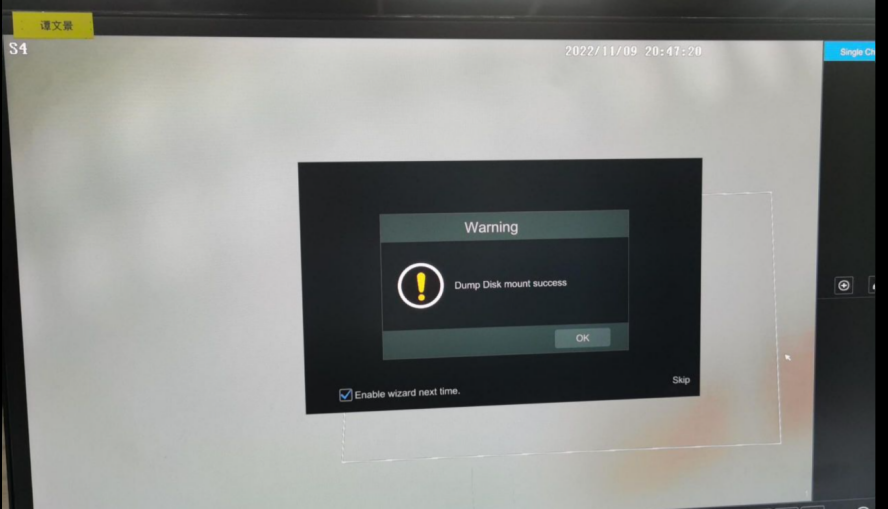 谭文景
S4
2022/11/09 20:47:20
Single Ch
Warning
Dump Disk mount success
OK
Skip
Enable wizard next time.